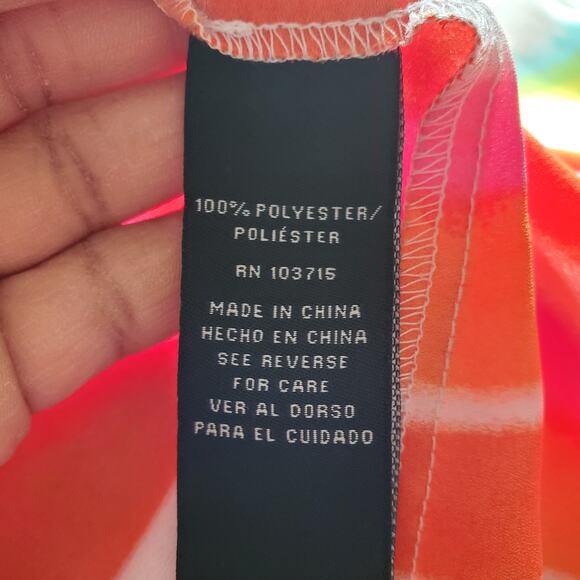 100% POLYESTER/
POLIÉSTER
RN 103715
MADE IN CHINA
HECHO EN CHINA
SEE REVERSE
FOR CARE
VER AL DORSO
PARA EL CUIDADO